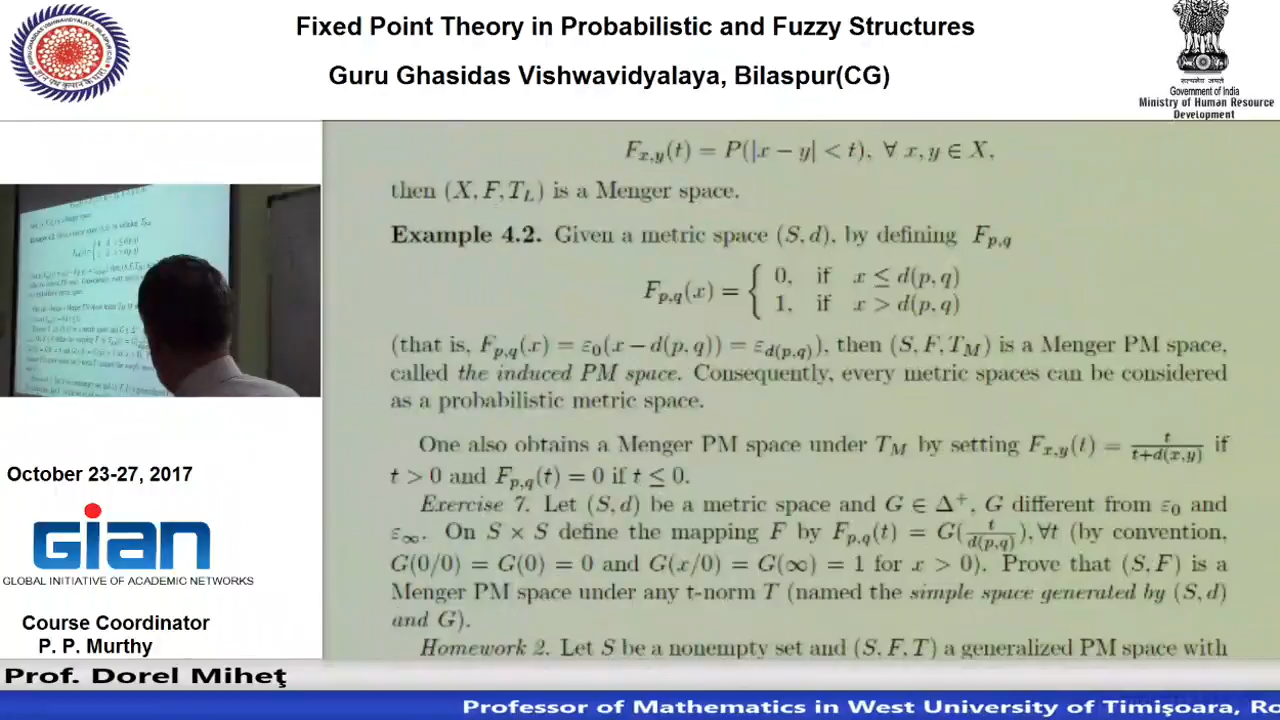 Fixed Point Theory in Probabilistic and Fuzzy Structures
Guru Ghasidas Vishwavidyalaya, Bilaspur(CG)
सत्यमेव जयते
Government of India
Ministry of Human Resource
Development
F_{x,y}(t) = P(|x − y| < t), ∀ x, y ∈ X,
then (X, F, T_L) is a Menger space.
Example 4.2. Given a metric space (S, d), by defining F_{p,q}
F_{p,q}(x) = { 0, if x ≤ d(p, q)
1, if x > d(p, q)
(that is, F_{p,q}(x) = ε_0(x − d(p, q)) = ε_{d(p,q)}), then (S, F, T_M) is a Menger PM space,
called the induced PM space. Consequently, every metric spaces can be considered
as a probabilistic metric space.
One also obtains a Menger PM space under T_M by setting F_{x,y}(t) = t/(t+d(x,y)) if
t > 0 and F_{p,q}(t) = 0 if t ≤ 0.
Exercise 7. Let (S, d) be a metric space and G ∈ Δ^+, G different from ε_0 and
ε_∞. On S × S define the mapping F by F_{p,q}(t) = G(t/d(p,q)), ∀t (by convention,
G(0/0) = G(0) = 0 and G(x/0) = G(∞) = 1 for x > 0). Prove that (S, F) is a
Menger PM space under any t-norm T (named the simple space generated by (S, d)
and G).
Homework 2. Let S be a nonempty set and (S, F, T) a generalized PM space with
October 23-27, 2017
Gian
GLOBAL INITIATIVE OF ACADEMIC NETWORKS
Course Coordinator
P. P. Murthy
Prof. Dorel Miheţ
Professor of Mathematics in West University of Timişoara, Ro